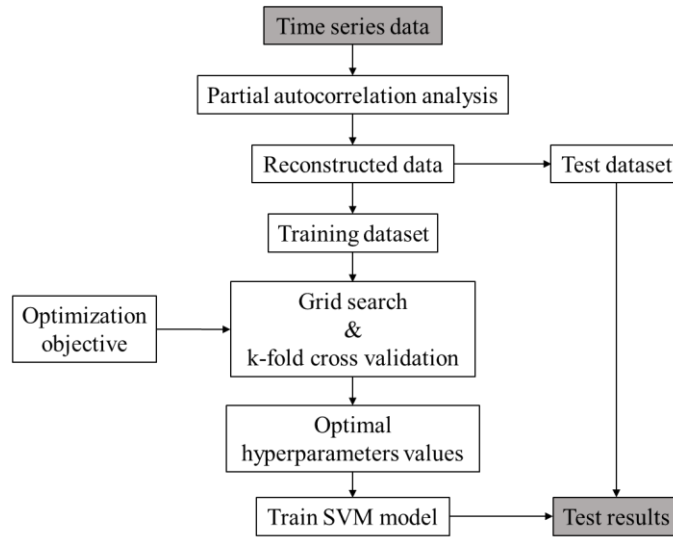 Time series data
Partial autocorrelation analysis
Reconstructed data
Test dataset
Training dataset
Optimization
objective
Grid search
&
k-fold cross validation
Optimal
hyperparameters values
Train SVM model
Test results